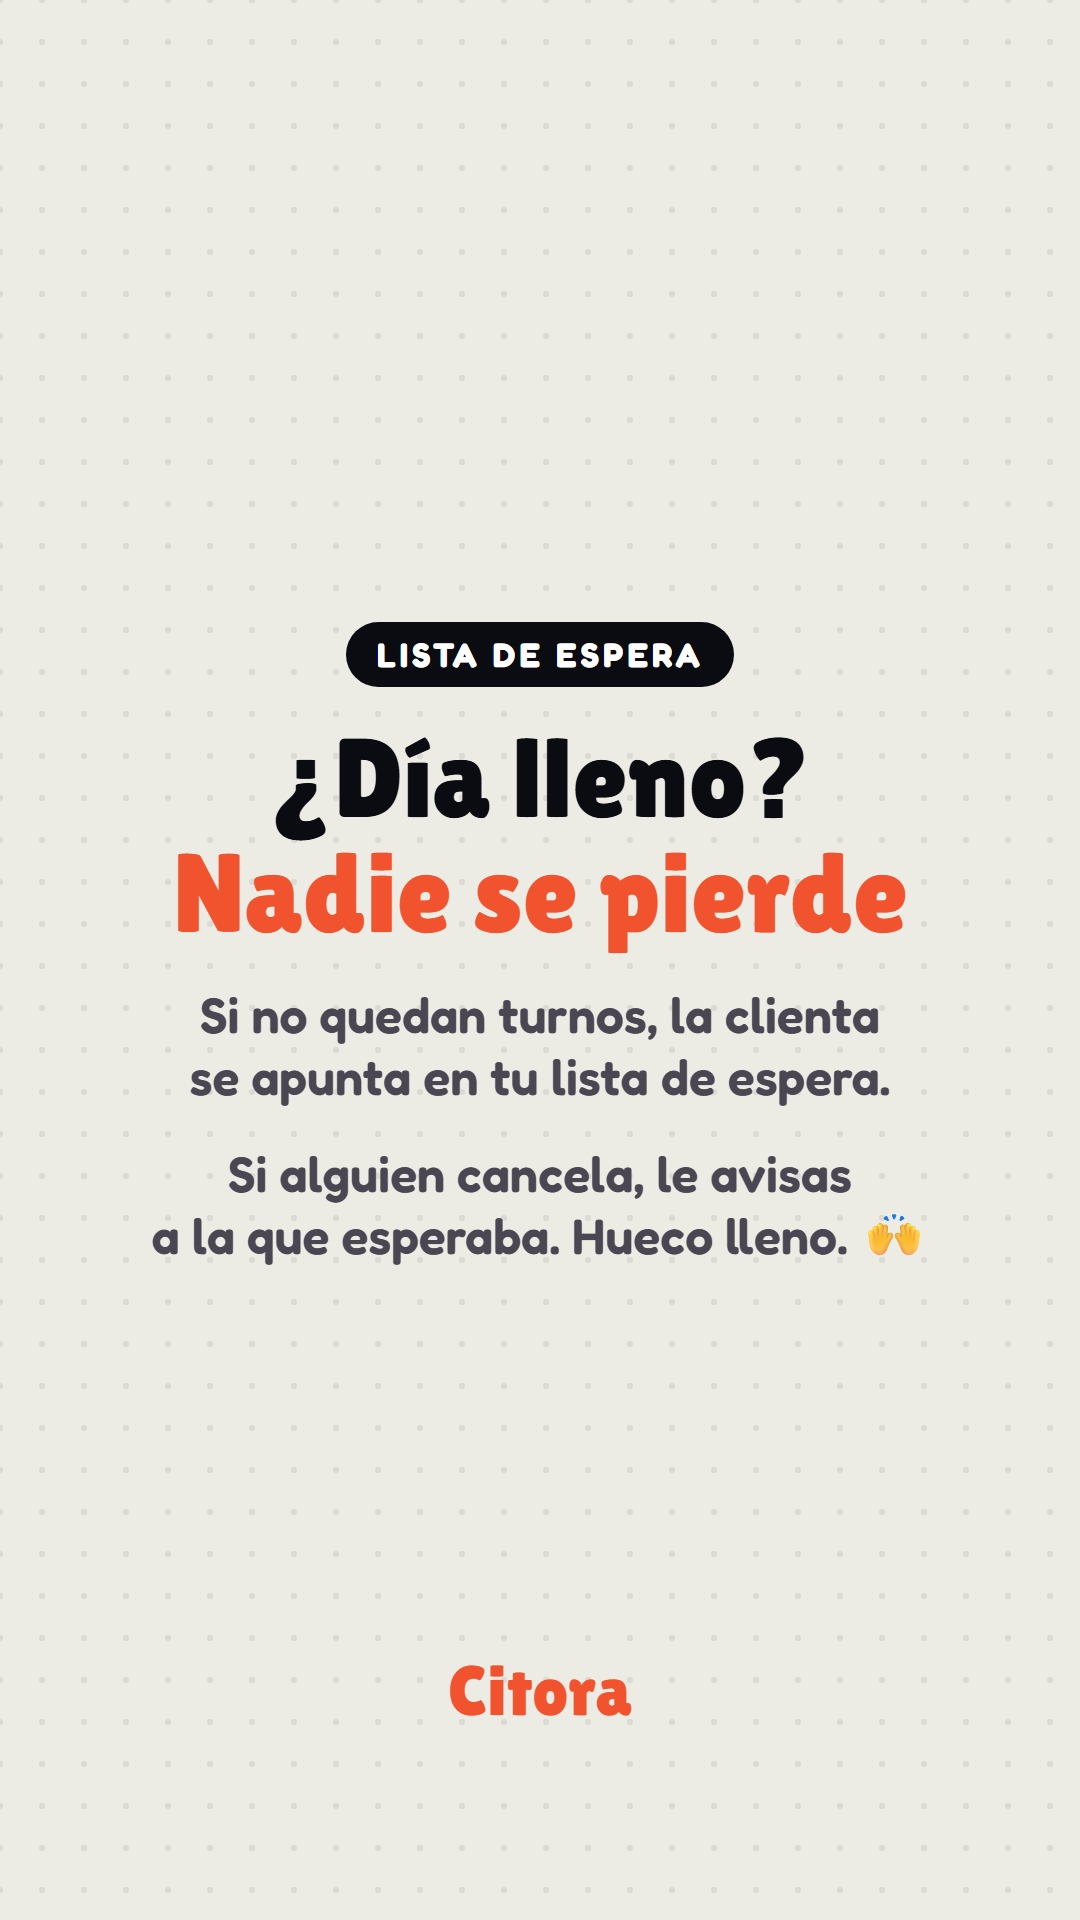 LISTA DE ESPERA
¿Día lleno?
Nadie se pierde
Si no quedan turnos, la clienta
se apunta en tu lista de espera.
Si alguien cancela, le avisas
a la que esperaba. Hueco lleno. 🙌
Citora